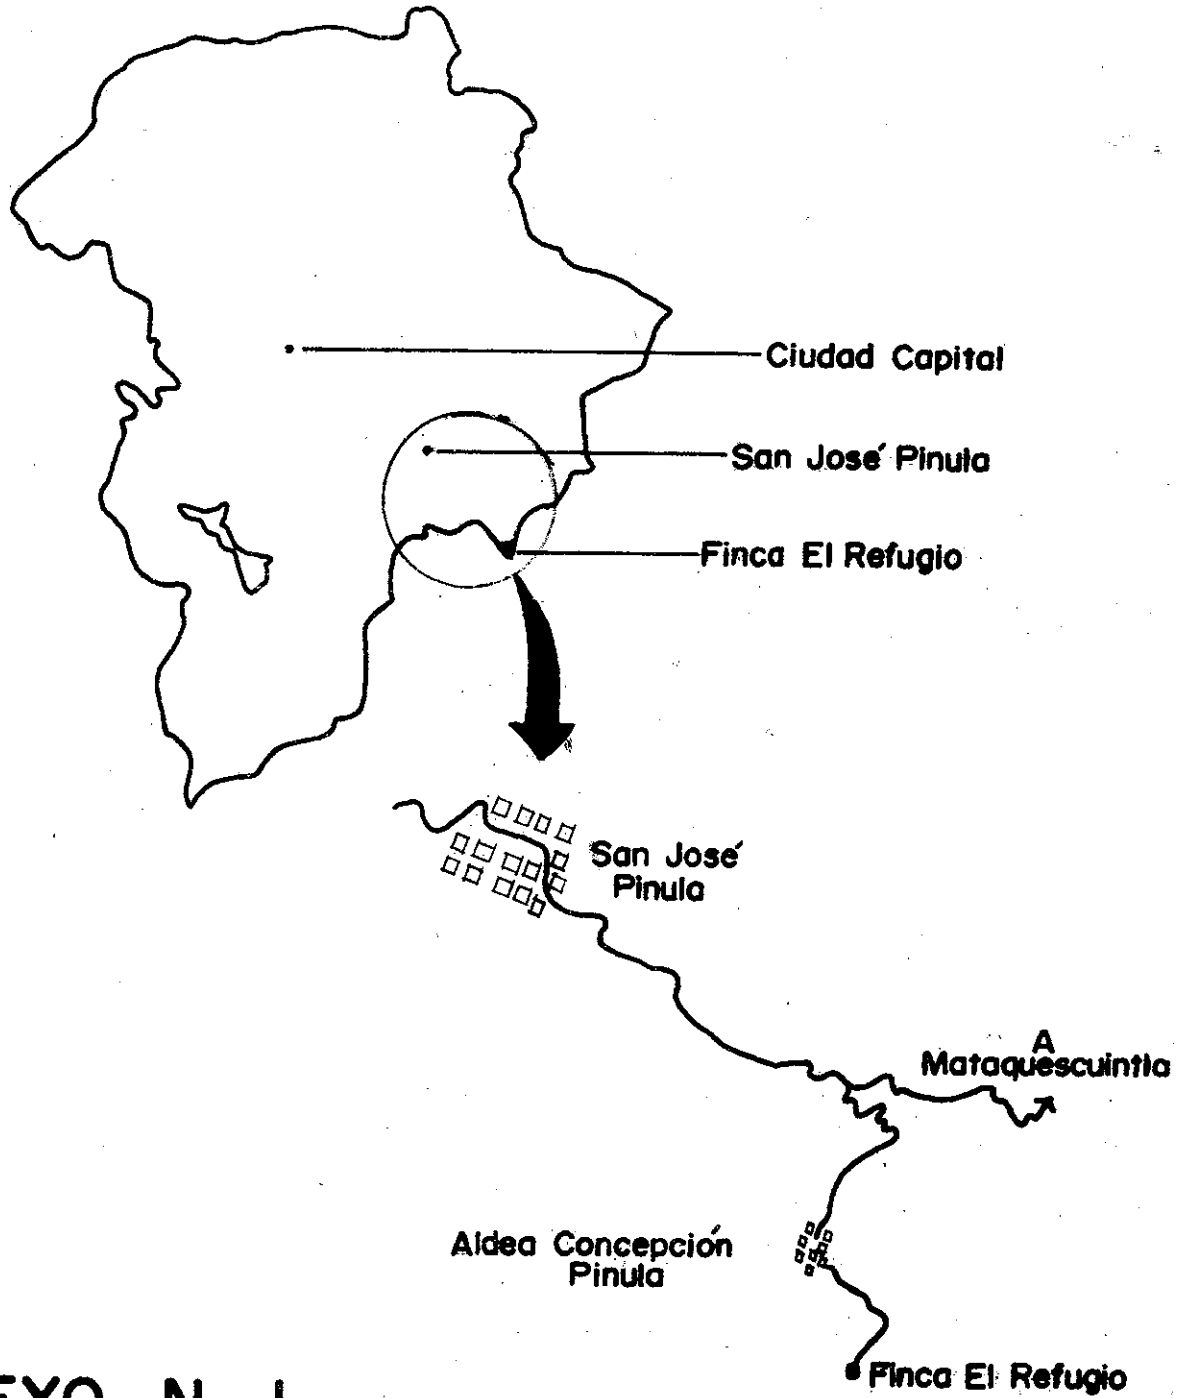 Ciudad Capital
San José Pinula
Finca El Refugio
San José
Pinula
A
Mataquescuintla
Aldea Concepción
Pinula
Finca El Refugio